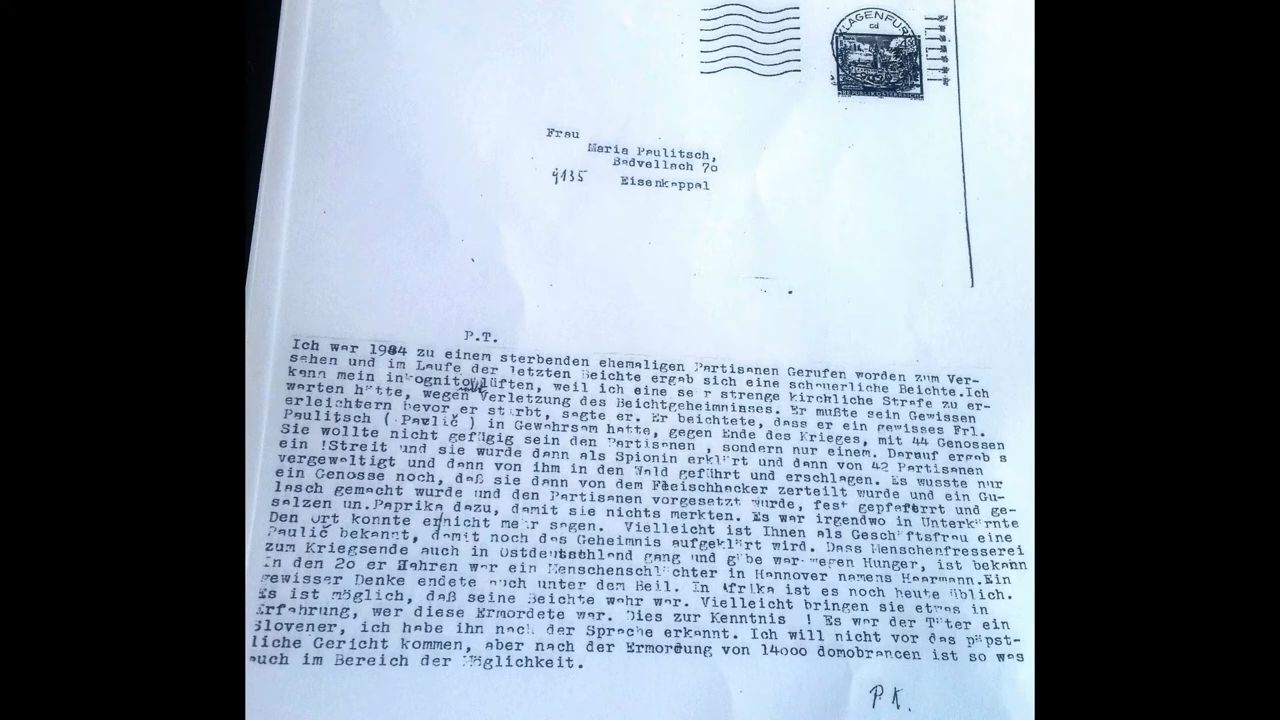 KLAGENFURT
cd
REPUBLIK ÖSTERREICH
Frau
Maria Paulitsch,
Badvellach 7o
9135 Eisenkappel
P.T.
Ich war 1984 zu einem sterbenden ehemaligen Partisanen Gerufen worden zum Ver-
sehen und im Laufe der letzten Beichte ergab sich eine schauerliche Beichte.Ich
kann mein inkognito nicht lüften, weil ich eine se r strenge kirchliche Strafe zu er-
warten hätte, wegen Verletzung des Beichtgeheimninses. Er mußte sein Gewissen
erleichtern bevor er starbt, sagte er. Er beichtete, dass er ein gewisses Frl.
Paulitsch ( Pavlič ) in Gewahrsam hatte, gegen Ende des Krieges, mit 44 Genossen
Sie wollte nicht gefügig sein den Partisanen , sondern nur einem. Darauf ergab s
ein !Streit und sie wurde dann als Spionin erklärt und dann von 42 Partisanen
vergewaltigt und dann von ihm in den Wald geführt und erschlagen. Es wusste nur
ein Genosse noch, daß sie dann von dem Fleischhacker zerteilt wurde und ein Gu-
lasch gemacht wurde und den Partisanen vorgesetzt wurde, fest gepfefferrt und ge-
salzen un.Paprika dazu, damit sie nichts merkten. Es war irgendwo in Unterkärnte
Den Ort konnte er nicht mehr sagen. Vielleicht ist Ihnen als Geschäftsfrau eine
Paulič bekannt, damit noch das Geheimnis aufgeklärt wird. Dass Menschenfresserei
zum Kriegsende auch in Ostdeutschland gang und gäbe war wegen Hunger, ist bekann
In den 2o er Hahren war ein Menschenschlächter in Hannover namens Haarmann.Ein
gewisser Denke endete auch unter dem Beil. In Afrika ist es noch heute üblich.
Es ist möglich, daß seine Beichte wahr war. Vielleicht bringen sie etwas in
Erfahrung, wer diese Ermordete war. Dies zur Kenntnis ! Es war der Täter ein
Slovener, ich habe ihn nach der Sprache erkannt. Ich will nicht vor das päpst-
liche Gericht kommen, aber nach der Ermordung von 14ooo domobrancen ist so was
auch im Bereich der Möglichkeit.
P.K.